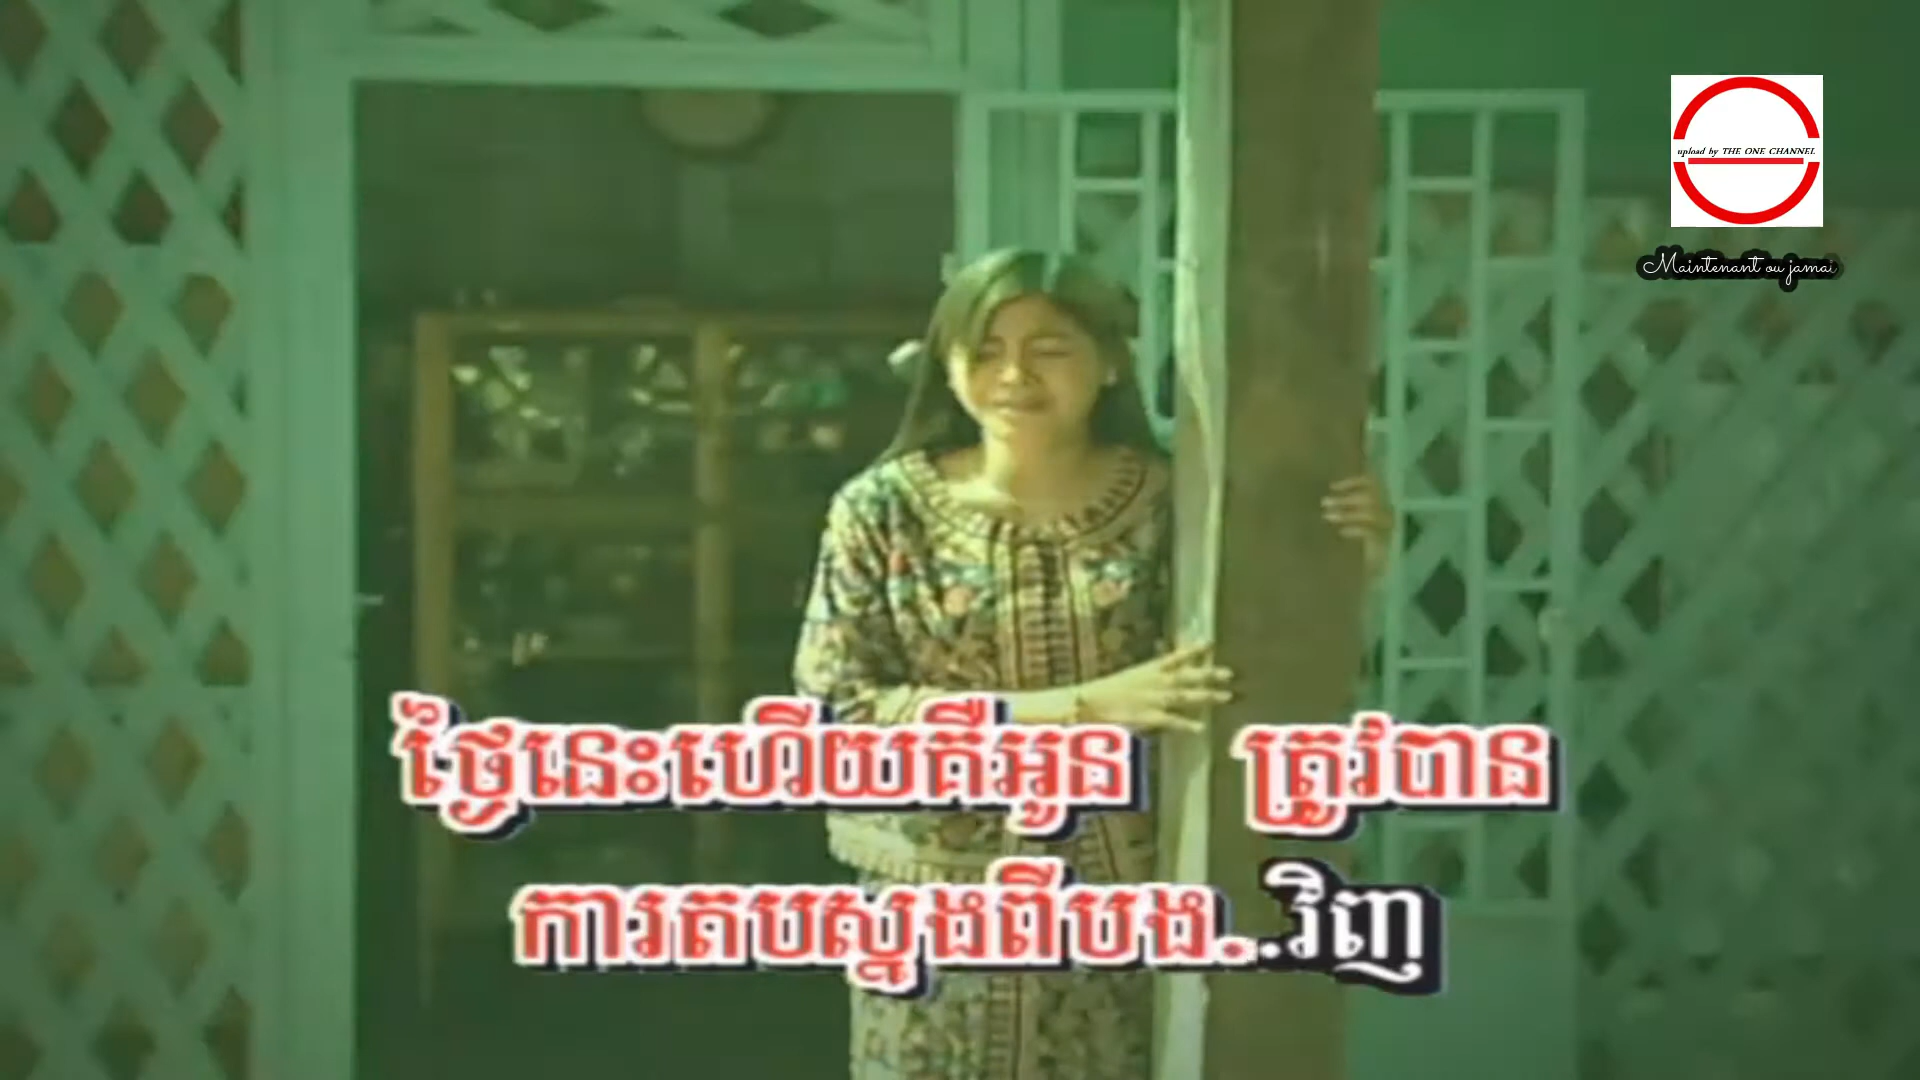 upload by THE ONE CHANNEL
Maintenant ou jamai
ថ្ងៃនេះហើយគឺអូន ត្រូវបាន
ការតបស្នងពីបង...វិញ